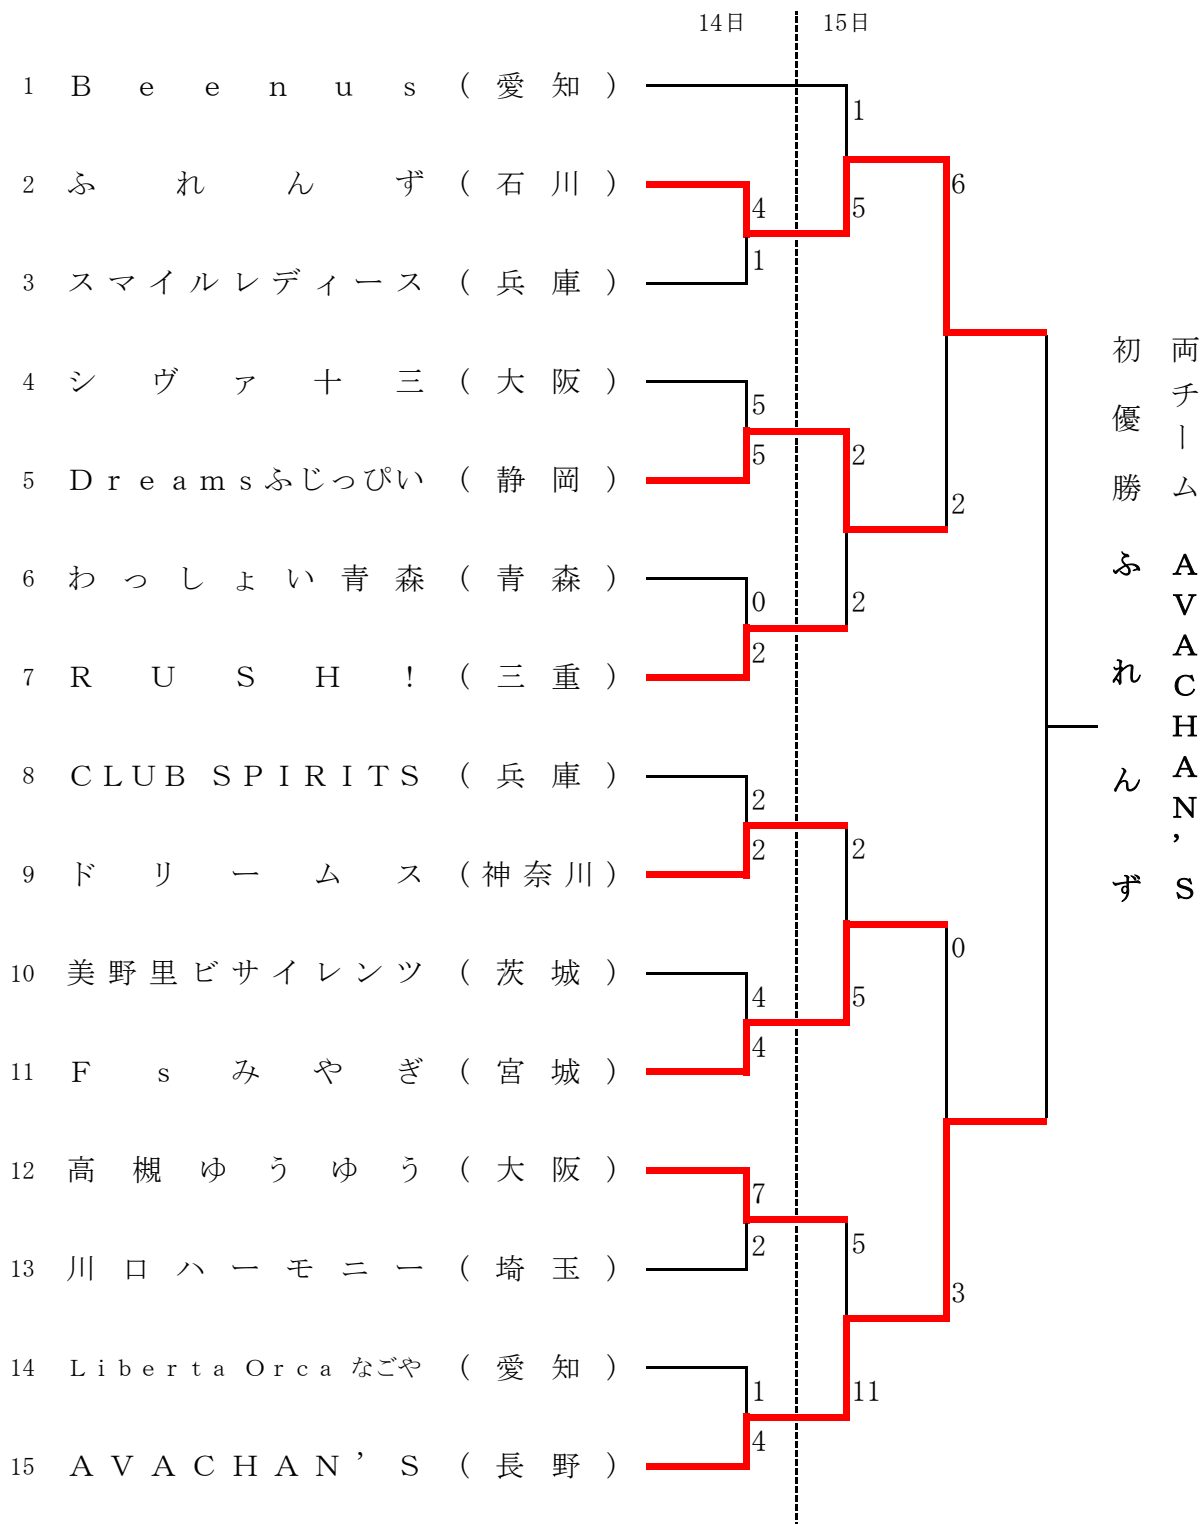 14日 15日
1 Beenus (愛知)
1
2 ふれんず (石川)
6
4
5
1
3 スマイルレディース (兵庫)
4 シヴァ十三 (大阪)
5
5
2
5 Dreamsふじっぴい (静岡)
2
6 わっしょい青森 (青森)
0
2
2
7 RUSH! (三重)
8 CLUB SPIRITS (兵庫)
2
2
2
9 ドリームス (神奈川)
0
10 美野里ビサイレンツ (茨城)
4
5
4
11 Fsみやぎ (宮城)
12 高槻ゆうゆう (大阪)
7
2
5
13 川口ハーモニー (埼玉)
3
14 Liberta Orca なごや (愛知)
1
11
4
15 AVACHAN’S (長野)
両チーム AVACHAN’S
初優勝 ふれんず